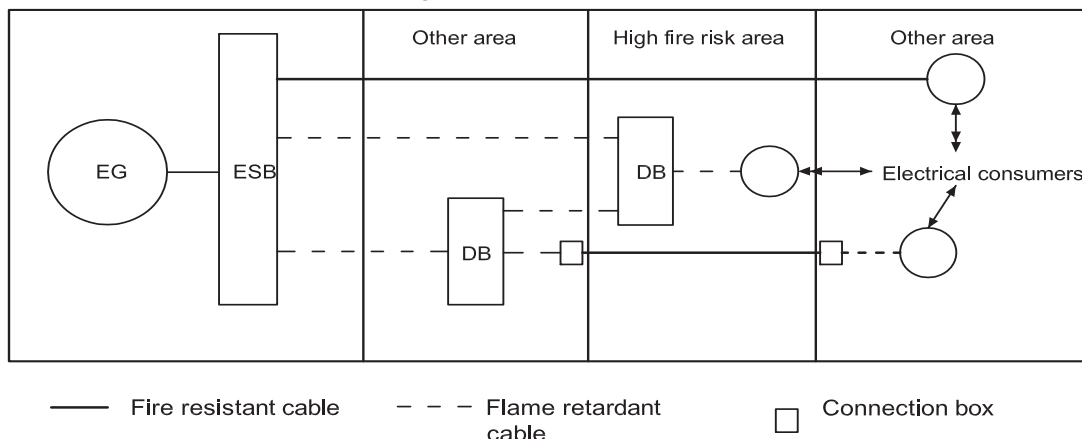 Other area
High fire risk area
Other area
EG
ESB
DB
Electrical consumers
DB
Fire resistant cable
Flame retardant
cable
Connection box